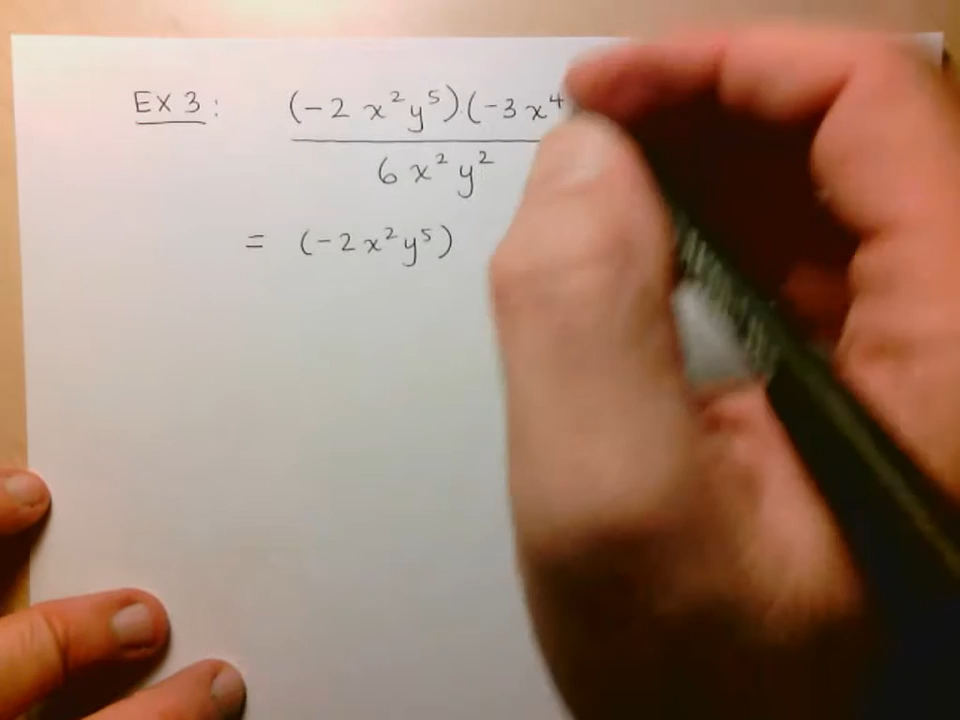 EX 3: (-2x²y⁵)·(-3x⁴
6x²y²
= (-2x²y⁵)